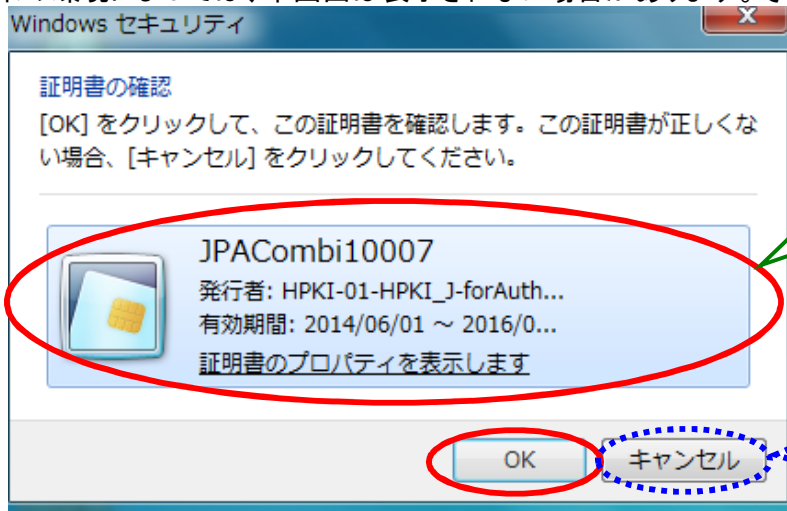 Windows セキュリティ
証明書の確認
[OK] をクリックして、この証明書を確認します。この証明書が正しくな
い場合、[キャンセル] をクリックしてください。
JPACombi10007
発行者: HPKI-01-HPKI_J-forAuth...
有効期間: 2014/06/01 ～ 2016/0...
証明書のプロパティを表示します
OK
キャンセル